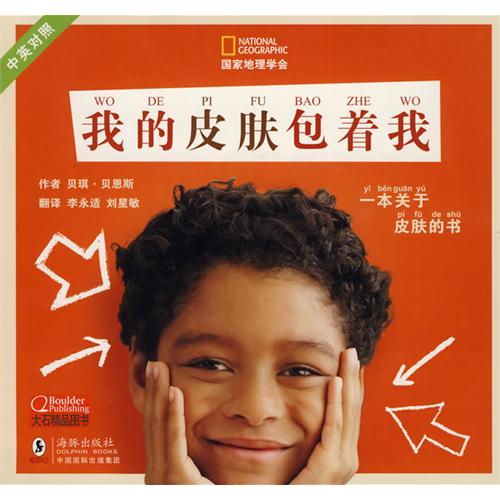 中英对照
NATIONAL
GEOGRAPHIC
国家地理学会
WO DE PI FU BAO ZHE WO
我的皮肤包着我
作者 贝琪·贝恩斯
翻译 李永适 刘星敏
yī běn guān yú
一本关于
pí fū de shū
皮肤的书
Boulder
Publishing
大石精品图书
海豚出版社
DOLPHIN BOOKS
中国国际出版集团
CIPG